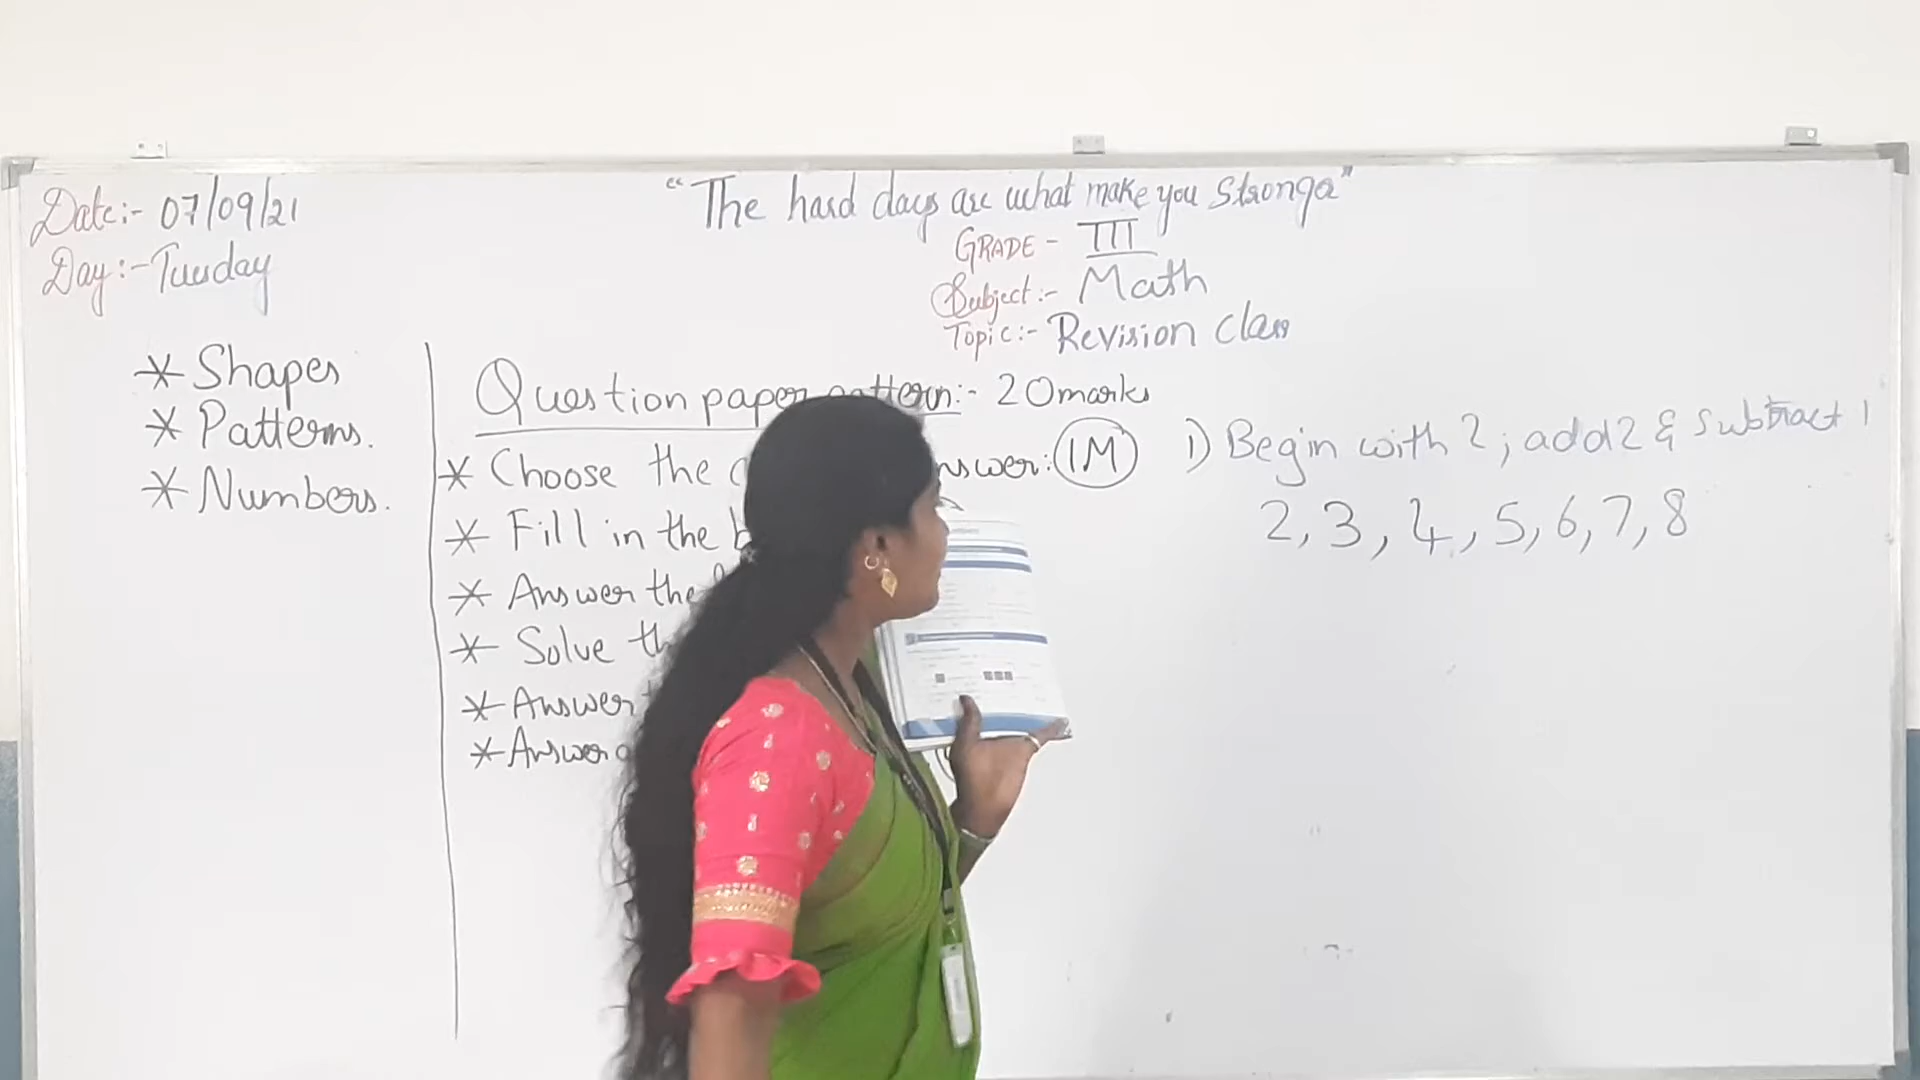 Date:- 07/09/21
Day:- Tuesday
"The hard days are what make you Stronger"
GRADE - III
Subject:- Math
Topic:- Revision Class
* Shapes
* Patterns.
* Numbers.
Question paper pattern:- 20marks
* Choose the answer: 1M
* Fill in the
* Answer the
* Solve
* Answer
* Answer
1) Begin with 2; add 2 & Subtract 1
2, 3, 4, 5, 6, 7, 8